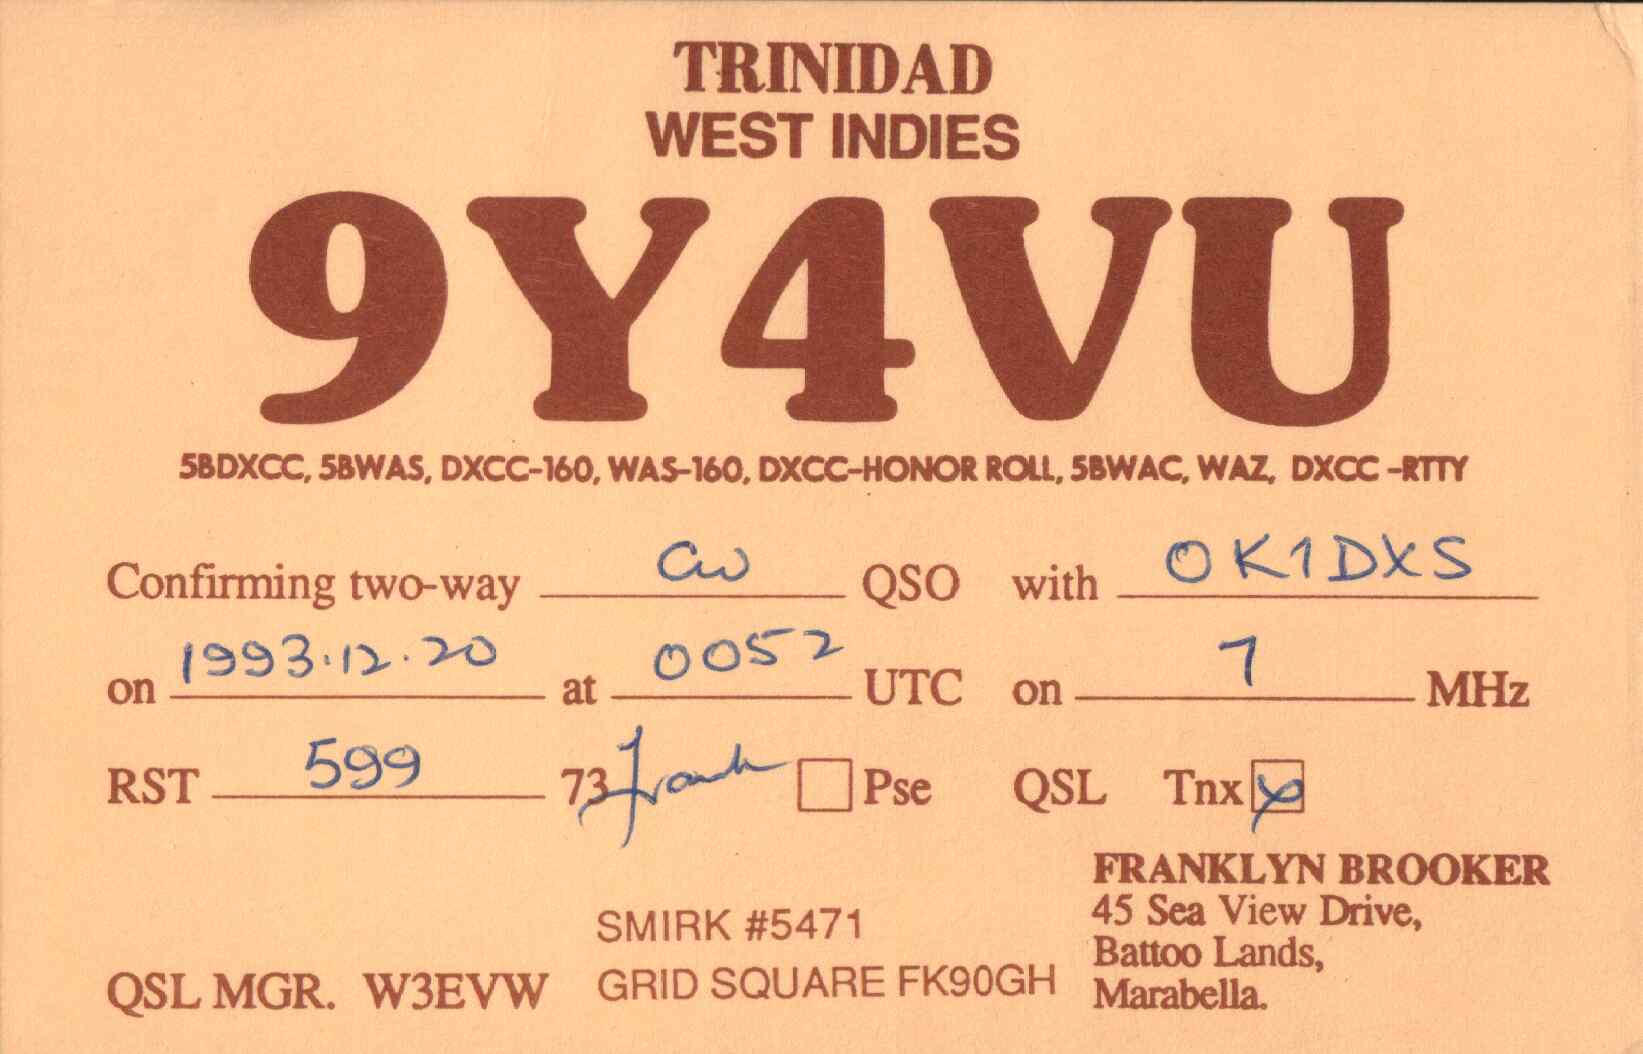 TRINIDAD
WEST INDIES
9Y4VU
5BDXCC, 5BWAS, DXCC-160, WAS-160, DXCC-HONOR ROLL, 5BWAC, WAZ, DXCC -RTTY
Confirming two-way CW QSO with OK1DXS
on 1993.12.20 at 0052 UTC on 7 MHz
RST 599 73 Frank Pse QSL Tnx
FRANKLYN BROOKER
45 Sea View Drive,
SMIRK #5471
Battoo Lands,
QSL MGR. W3EVW GRID SQUARE FK90GH
Marabella.